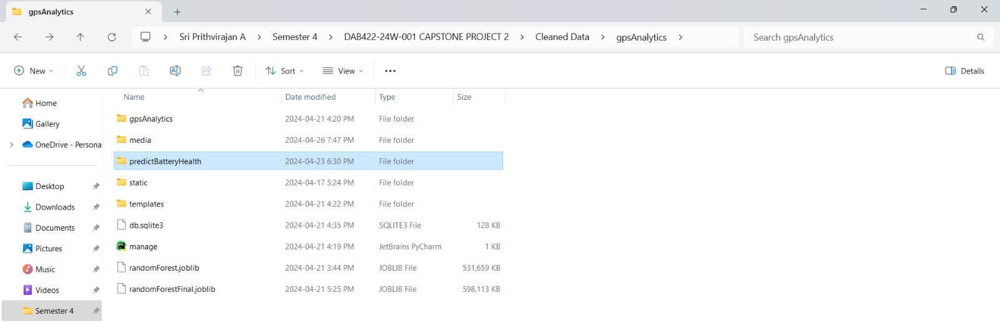 gpsAnalytics
Sri Prithvirajan A > Semester 4 > DAB422-24W-001 CAPSTONE PROJECT 2 > Cleaned Data > gpsAnalytics >
Search gpsAnalytics
New
Sort
View
Details
Home
Gallery
OneDrive - Persona
Desktop
Downloads
Documents
Pictures
Music
Videos
Semester 4
Name Date modified Type Size
gpsAnalytics 2024-04-21 4:20 PM File folder
media 2024-04-26 7:47 PM File folder
predictBatteryHealth 2024-04-23 6:30 PM File folder
static 2024-04-17 5:24 PM File folder
templates 2024-04-21 4:22 PM File folder
db.sqlite3 2024-04-21 4:35 PM SQLITE3 File 128 KB
manage 2024-04-21 4:19 PM JetBrains PyCharm 1 KB
randomForest.joblib 2024-04-21 3:44 PM JOBLIB File 531,659 KB
randomForestFinal.joblib 2024-04-21 5:25 PM JOBLIB File 598,113 KB